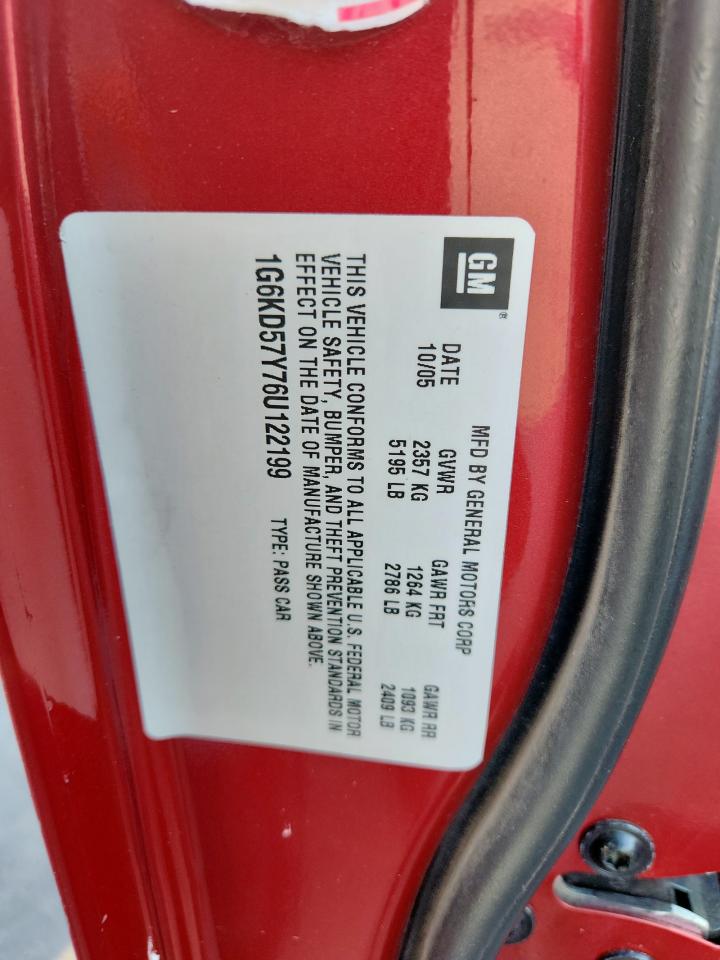 GM®
MFD BY GENERAL MOTORS CORP
DATE GVWR GAWR FRT GAWR RR
10/05 2357 KG 1264 KG 1093 KG
5195 LB 2786 LB 2409 LB
THIS VEHICLE CONFORMS TO ALL APPLICABLE U.S. FEDERAL MOTOR
VEHICLE SAFETY, BUMPER, AND THEFT PREVENTION STANDARDS IN
EFFECT ON THE DATE OF MANUFACTURE SHOWN ABOVE.
1G6KD57Y76U122199 TYPE: PASS CAR